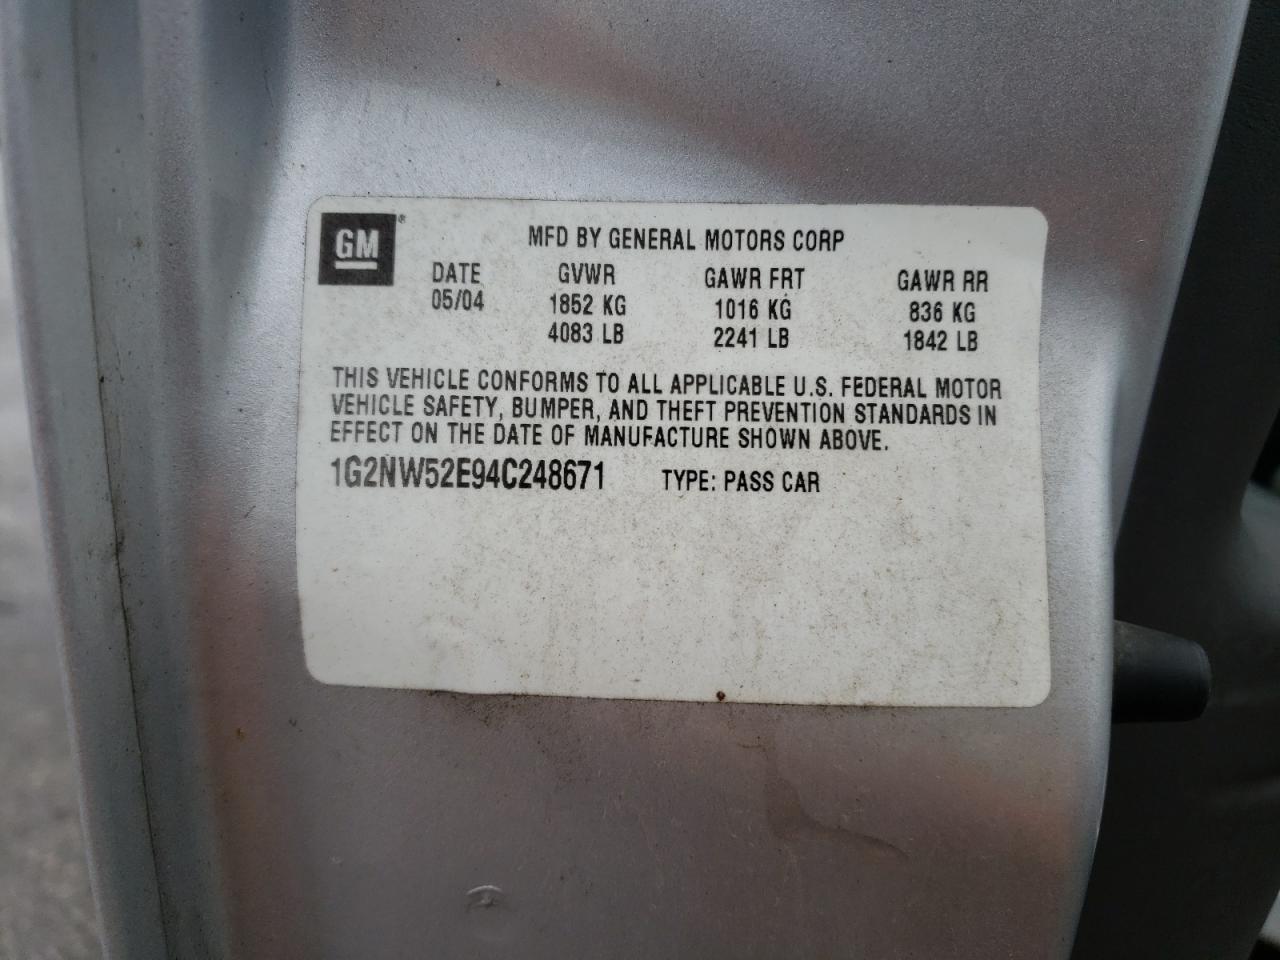 GM®
MFD BY GENERAL MOTORS CORP
DATE GVWR GAWR FRT GAWR RR
05/04 1852 KG 1016 KG 836 KG
4083 LB 2241 LB 1842 LB
THIS VEHICLE CONFORMS TO ALL APPLICABLE U.S. FEDERAL MOTOR
VEHICLE SAFETY, BUMPER, AND THEFT PREVENTION STANDARDS IN
EFFECT ON THE DATE OF MANUFACTURE SHOWN ABOVE.
1G2NW52E94C248671 TYPE: PASS CAR